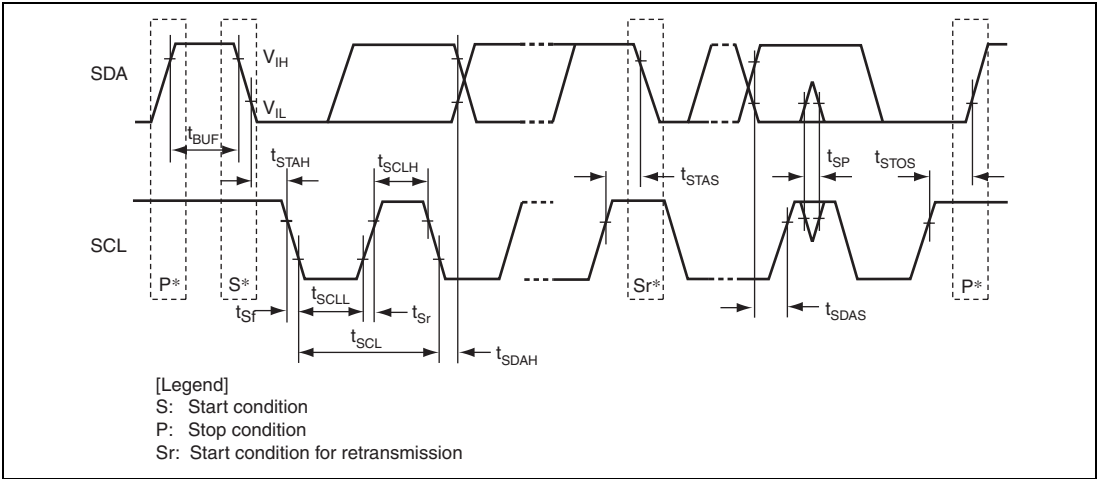 SDA
V_IH
V_IL
t_BUF
t_STAH
t_SCLH
t_STAS
t_SP
t_STOS
SCL
P*
S*
Sr*
P*
t_Sf
t_SCLL
t_Sr
t_SCL
t_SDAH
t_SDAS
[Legend]
S: Start condition
P: Stop condition
Sr: Start condition for retransmission